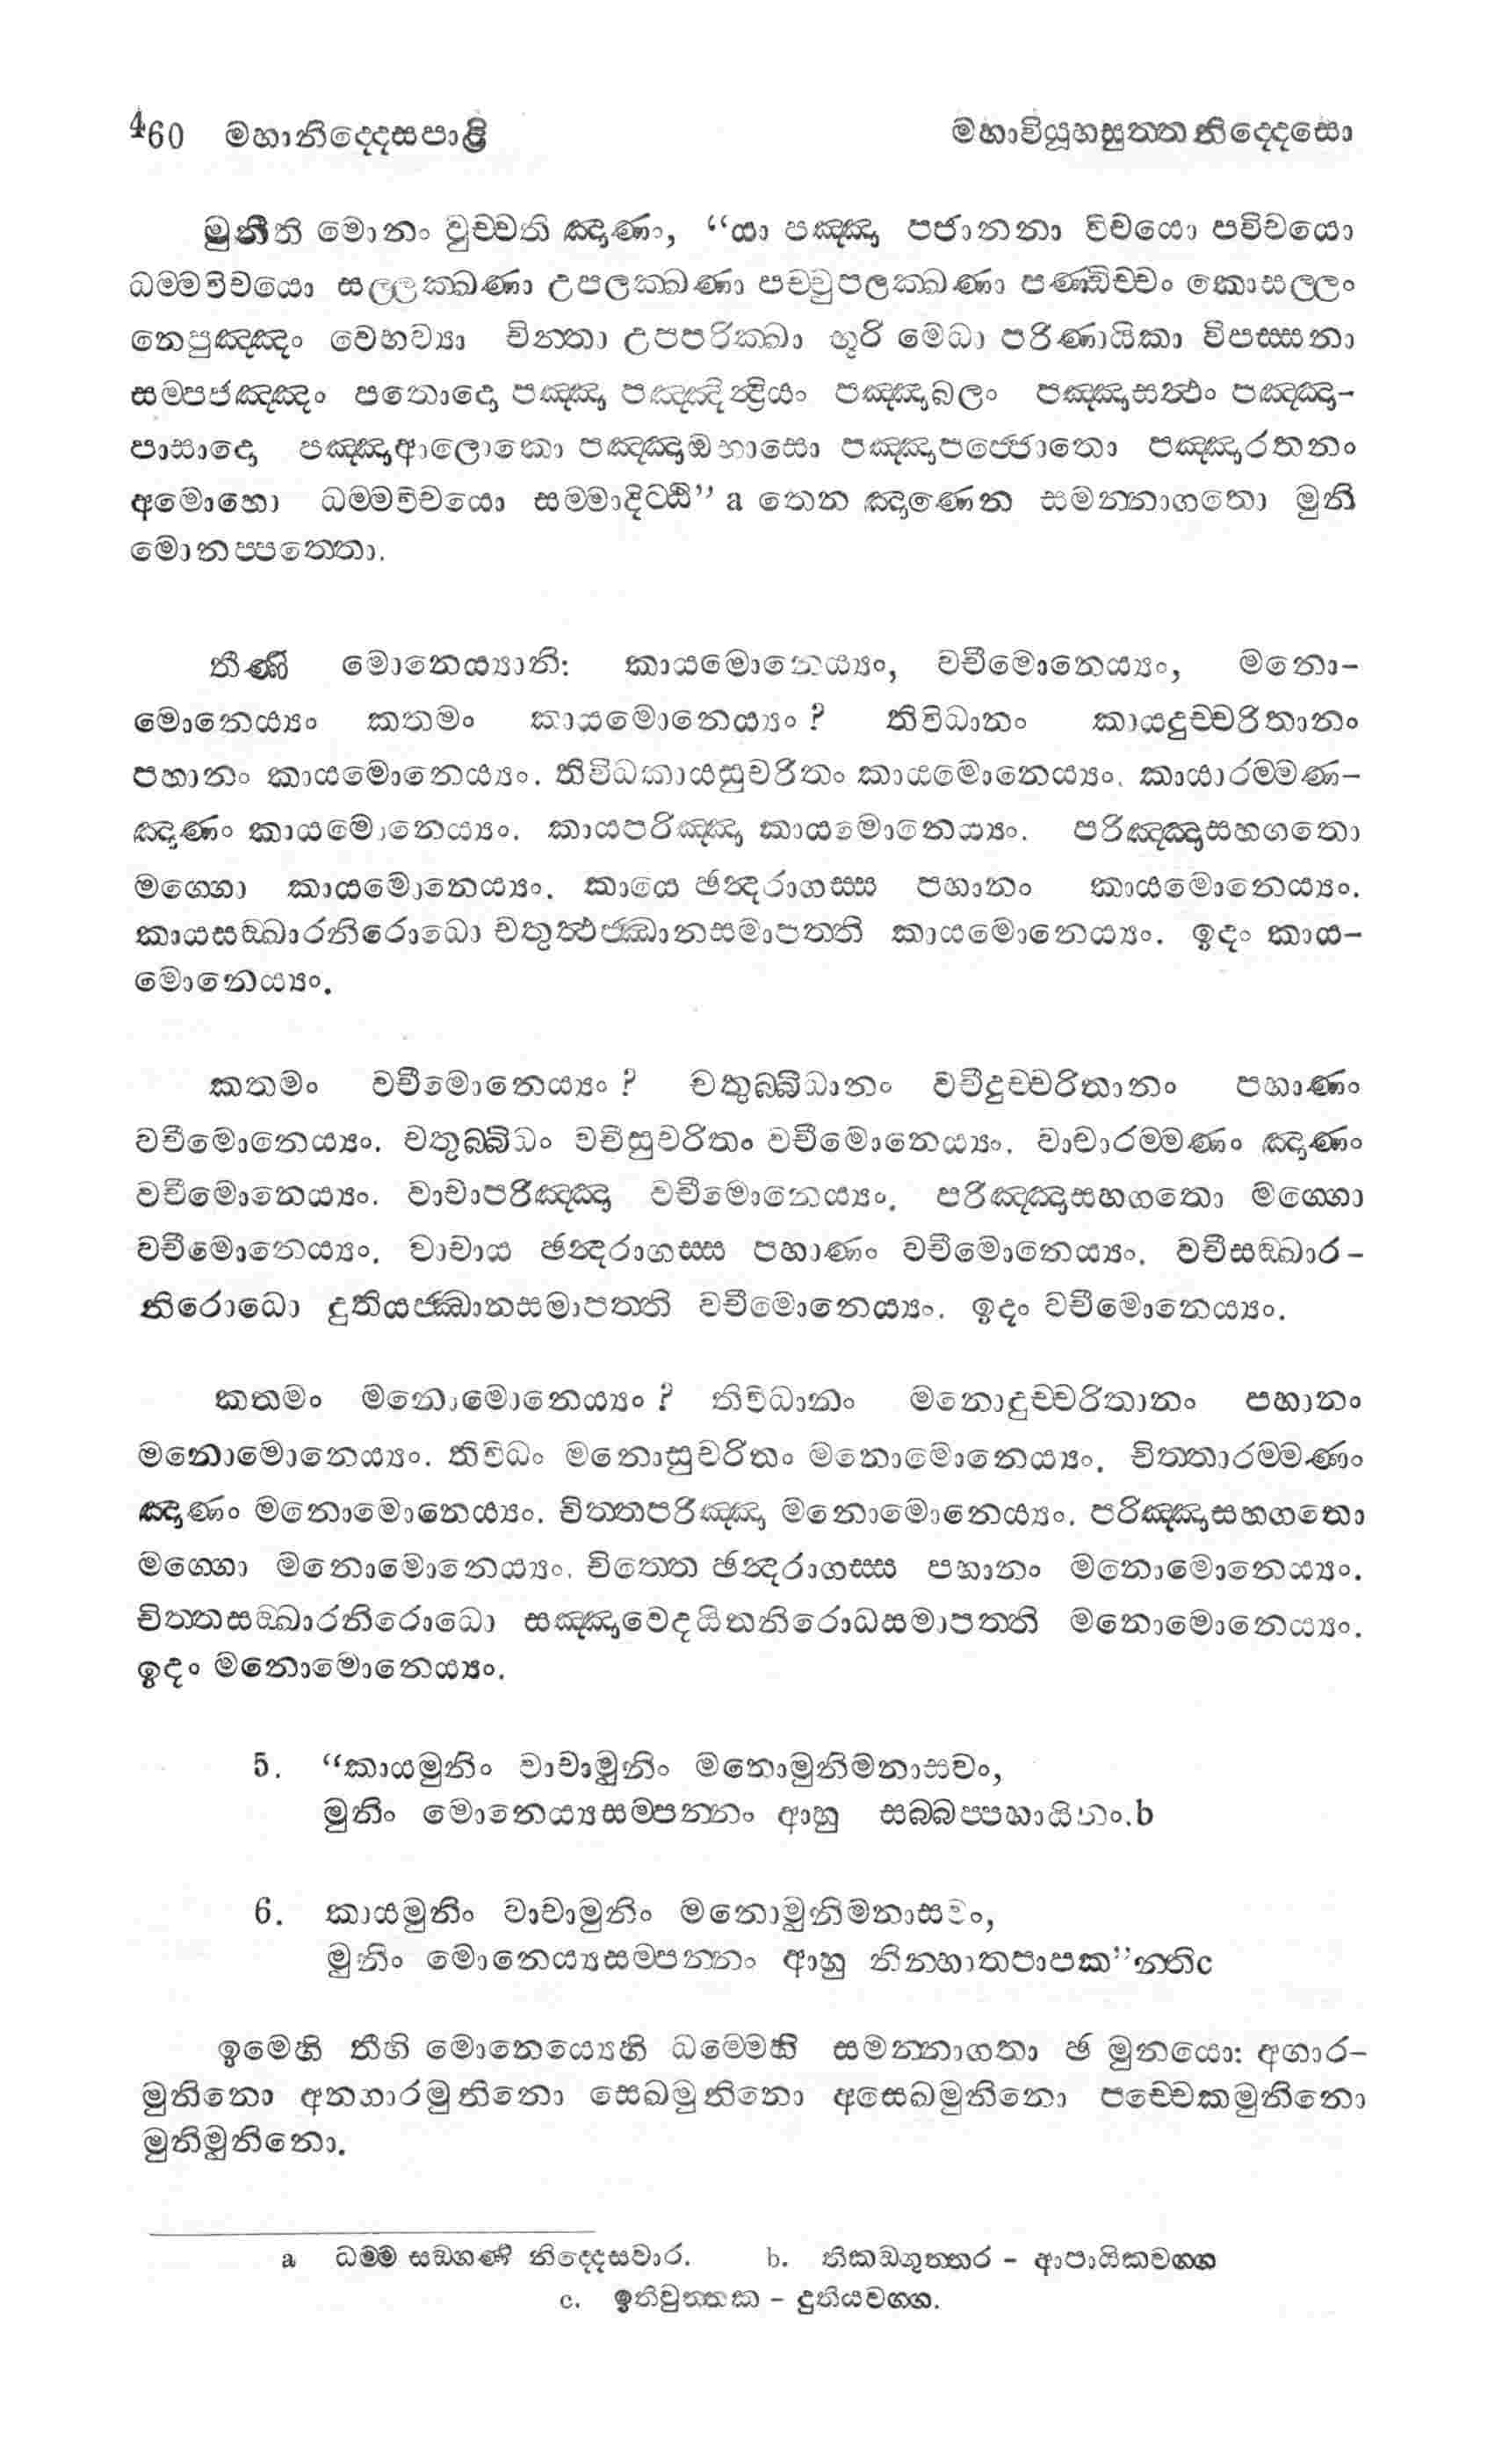 460 මහානිද්දෙසපාළි මහාවියූහසුත්තනිද්දෙසො
මුනීති මොනං වුච්චති ඤාණං, “යා පඤ්ඤා පජානනා විචයො පවිචයො
ධම්මවිචයො සල්ලක්ඛණා උපලක්ඛණා පච්චුපලක්ඛණා පණ්ඩිච්චං කොසල්ලං
නෙපුඤ්ඤං වෙභව්‍යා චින්තා උපපරික්ඛා භූරි මෙධා පරිණායිකා විපස්සනා
සම්පජඤ්ඤං පතොදො පඤ්ඤා පඤ්ඤින්ද්‍රියං පඤ්ඤාබලං පඤ්ඤාසත්ථං පඤ්ඤා-
පාසාදො පඤ්ඤාආලොකො පඤ්ඤාඔභාසො පඤ්ඤාපජ්ජොතො පඤ්ඤාරතනං
අමොහො ධම්මවිචයො සම්මාදිට්ඨි” a තෙන ඤාණෙන සමන්නාගතො මුනි
මොනප්පත්තො.
තීණි මොනෙය්‍යානි: කායමොනෙය්‍යං, වචීමොනෙය්‍යං, මනො-
මොනෙය්‍යං කතමං කායමොනෙය්‍යං? තිවිධානං කායදුච්චරිතානං
පහානං කායමොනෙය්‍යං. තිවිධකායසුචරිතං කායමොනෙය්‍යං. කායාරම්මණ-
ඤාණං කායමොනෙය්‍යං. කායපරිඤ්ඤා කායමොනෙය්‍යං. පරිඤ්ඤාසහගතො
මග්ගො කායමොනෙය්‍යං. කායෙ ඡන්දරාගස්ස පහානං කායමොනෙය්‍යං.
කායසඞ්ඛාරනිරොධො චතුත්ථජ්ඣානසමාපත්ති කායමොනෙය්‍යං. ඉදං කාය-
මොනෙය්‍යං.
කතමං වචීමොනෙය්‍යං? චතුබ්බිධානං වචීදුච්චරිතානං පහාණං
වචීමොනෙය්‍යං. චතුබ්බිධං වචීසුචරිතං වචීමොනෙය්‍යං. වාචාරම්මණං ඤාණං
වචීමොනෙය්‍යං. වාචාපරිඤ්ඤා වචීමොනෙය්‍යං. පරිඤ්ඤාසහගතො මග්ගො
වචීමොනෙය්‍යං. වාචාය ඡන්දරාගස්ස පහාණං වචීමොනෙය්‍යං. වචීසඞ්ඛාර-
නිරොධො දුතියජ්ඣානසමාපත්ති වචීමොනෙය්‍යං. ඉදං වචීමොනෙය්‍යං.
කතමං මනොමොනෙය්‍යං? තිවිධානං මනොදුච්චරිතානං පහානං
මනොමොනෙය්‍යං. තිවිධං මනොසුචරිතං මනොමොනෙය්‍යං. චිත්තාරම්මණං
ඤාණං මනොමොනෙය්‍යං. චිත්තපරිඤ්ඤා මනොමොනෙය්‍යං. පරිඤ්ඤාසහගතො
මග්ගො මනොමොනෙය්‍යං. චිත්තෙ ඡන්දරාගස්ස පහානං මනොමොනෙය්‍යං.
චිත්තසඞ්ඛාරනිරොධො සඤ්ඤාවෙදයිතනිරොධසමාපත්ති මනොමොනෙය්‍යං.
ඉදං මනොමොනෙය්‍යං.
5. “කායමුනිං වාචාමුනිං මනොමුනිමනාසවං,
මුනිං මොනෙය්‍යසම්පන්නං ආහු සබ්බප්පහායිනං.b
6. කායමුනිං වාචාමුනිං මනොමුනිමනාසවං,
මුනිං මොනෙය්‍යසම්පන්නං ආහු නින්හාතපාපක”න්තිc
ඉමෙහි තීහි මොනෙය්‍යෙහි ධම්මෙහි සමන්නාගතා ඡ මුනයො: අගාර-
මුනිනො අනගාරමුනිනො සෙඛමුනිනො අසෙඛමුනිනො පච්චෙකමුනිනො
මුනිමුනිනො.
a ධම්ම සඞ්ගණි නිද්දෙසවාර. b. තිකඞ්ගුත්තර - ආපායිකවග්ග
c. ඉතිවුත්තක - දුතියවග්ග.